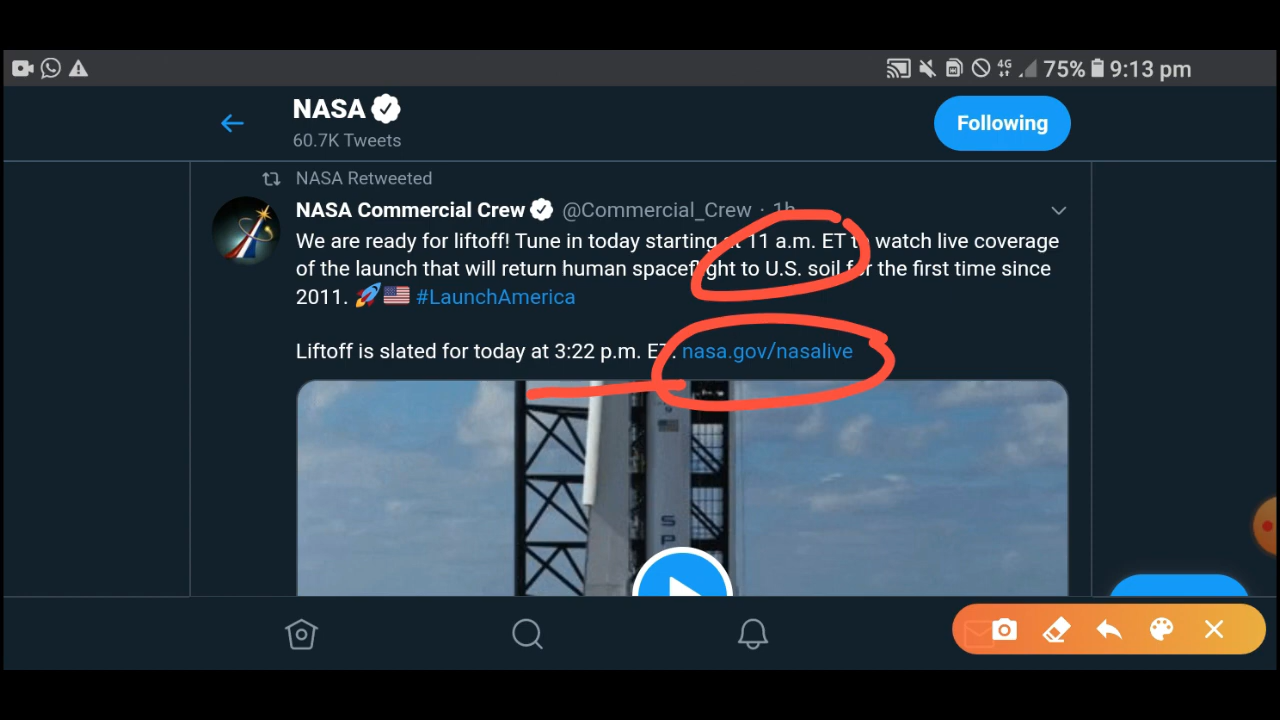 4G 75% 9:13 pm
NASA
60.7K Tweets
Following
NASA Retweeted
NASA Commercial Crew @Commercial_Crew · 1h
We are ready for liftoff! Tune in today starting at 11 a.m. ET to watch live coverage
of the launch that will return human spaceflight to U.S. soil for the first time since
2011. 🚀🇺🇸 #LaunchAmerica
Liftoff is slated for today at 3:22 p.m. ET. nasa.gov/nasalive
S
P